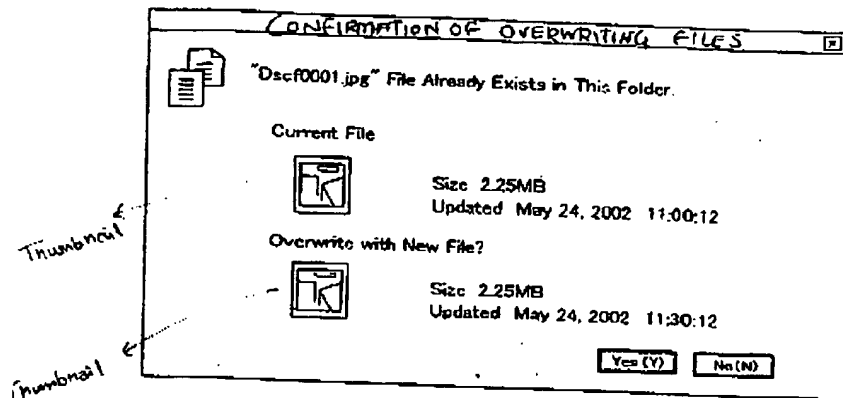 CONFIRMATION OF OVERWRITING FILES
"Dscf0001.jpg" File Already Exists in This Folder.
Current File
Size 2.25MB
Updated May 24, 2002 11:00:12
Thumbnail
Overwrite with New File?
Size 2.25MB
Updated May 24, 2002 11:30:12
Thumbnail
Yes (Y) No (N)